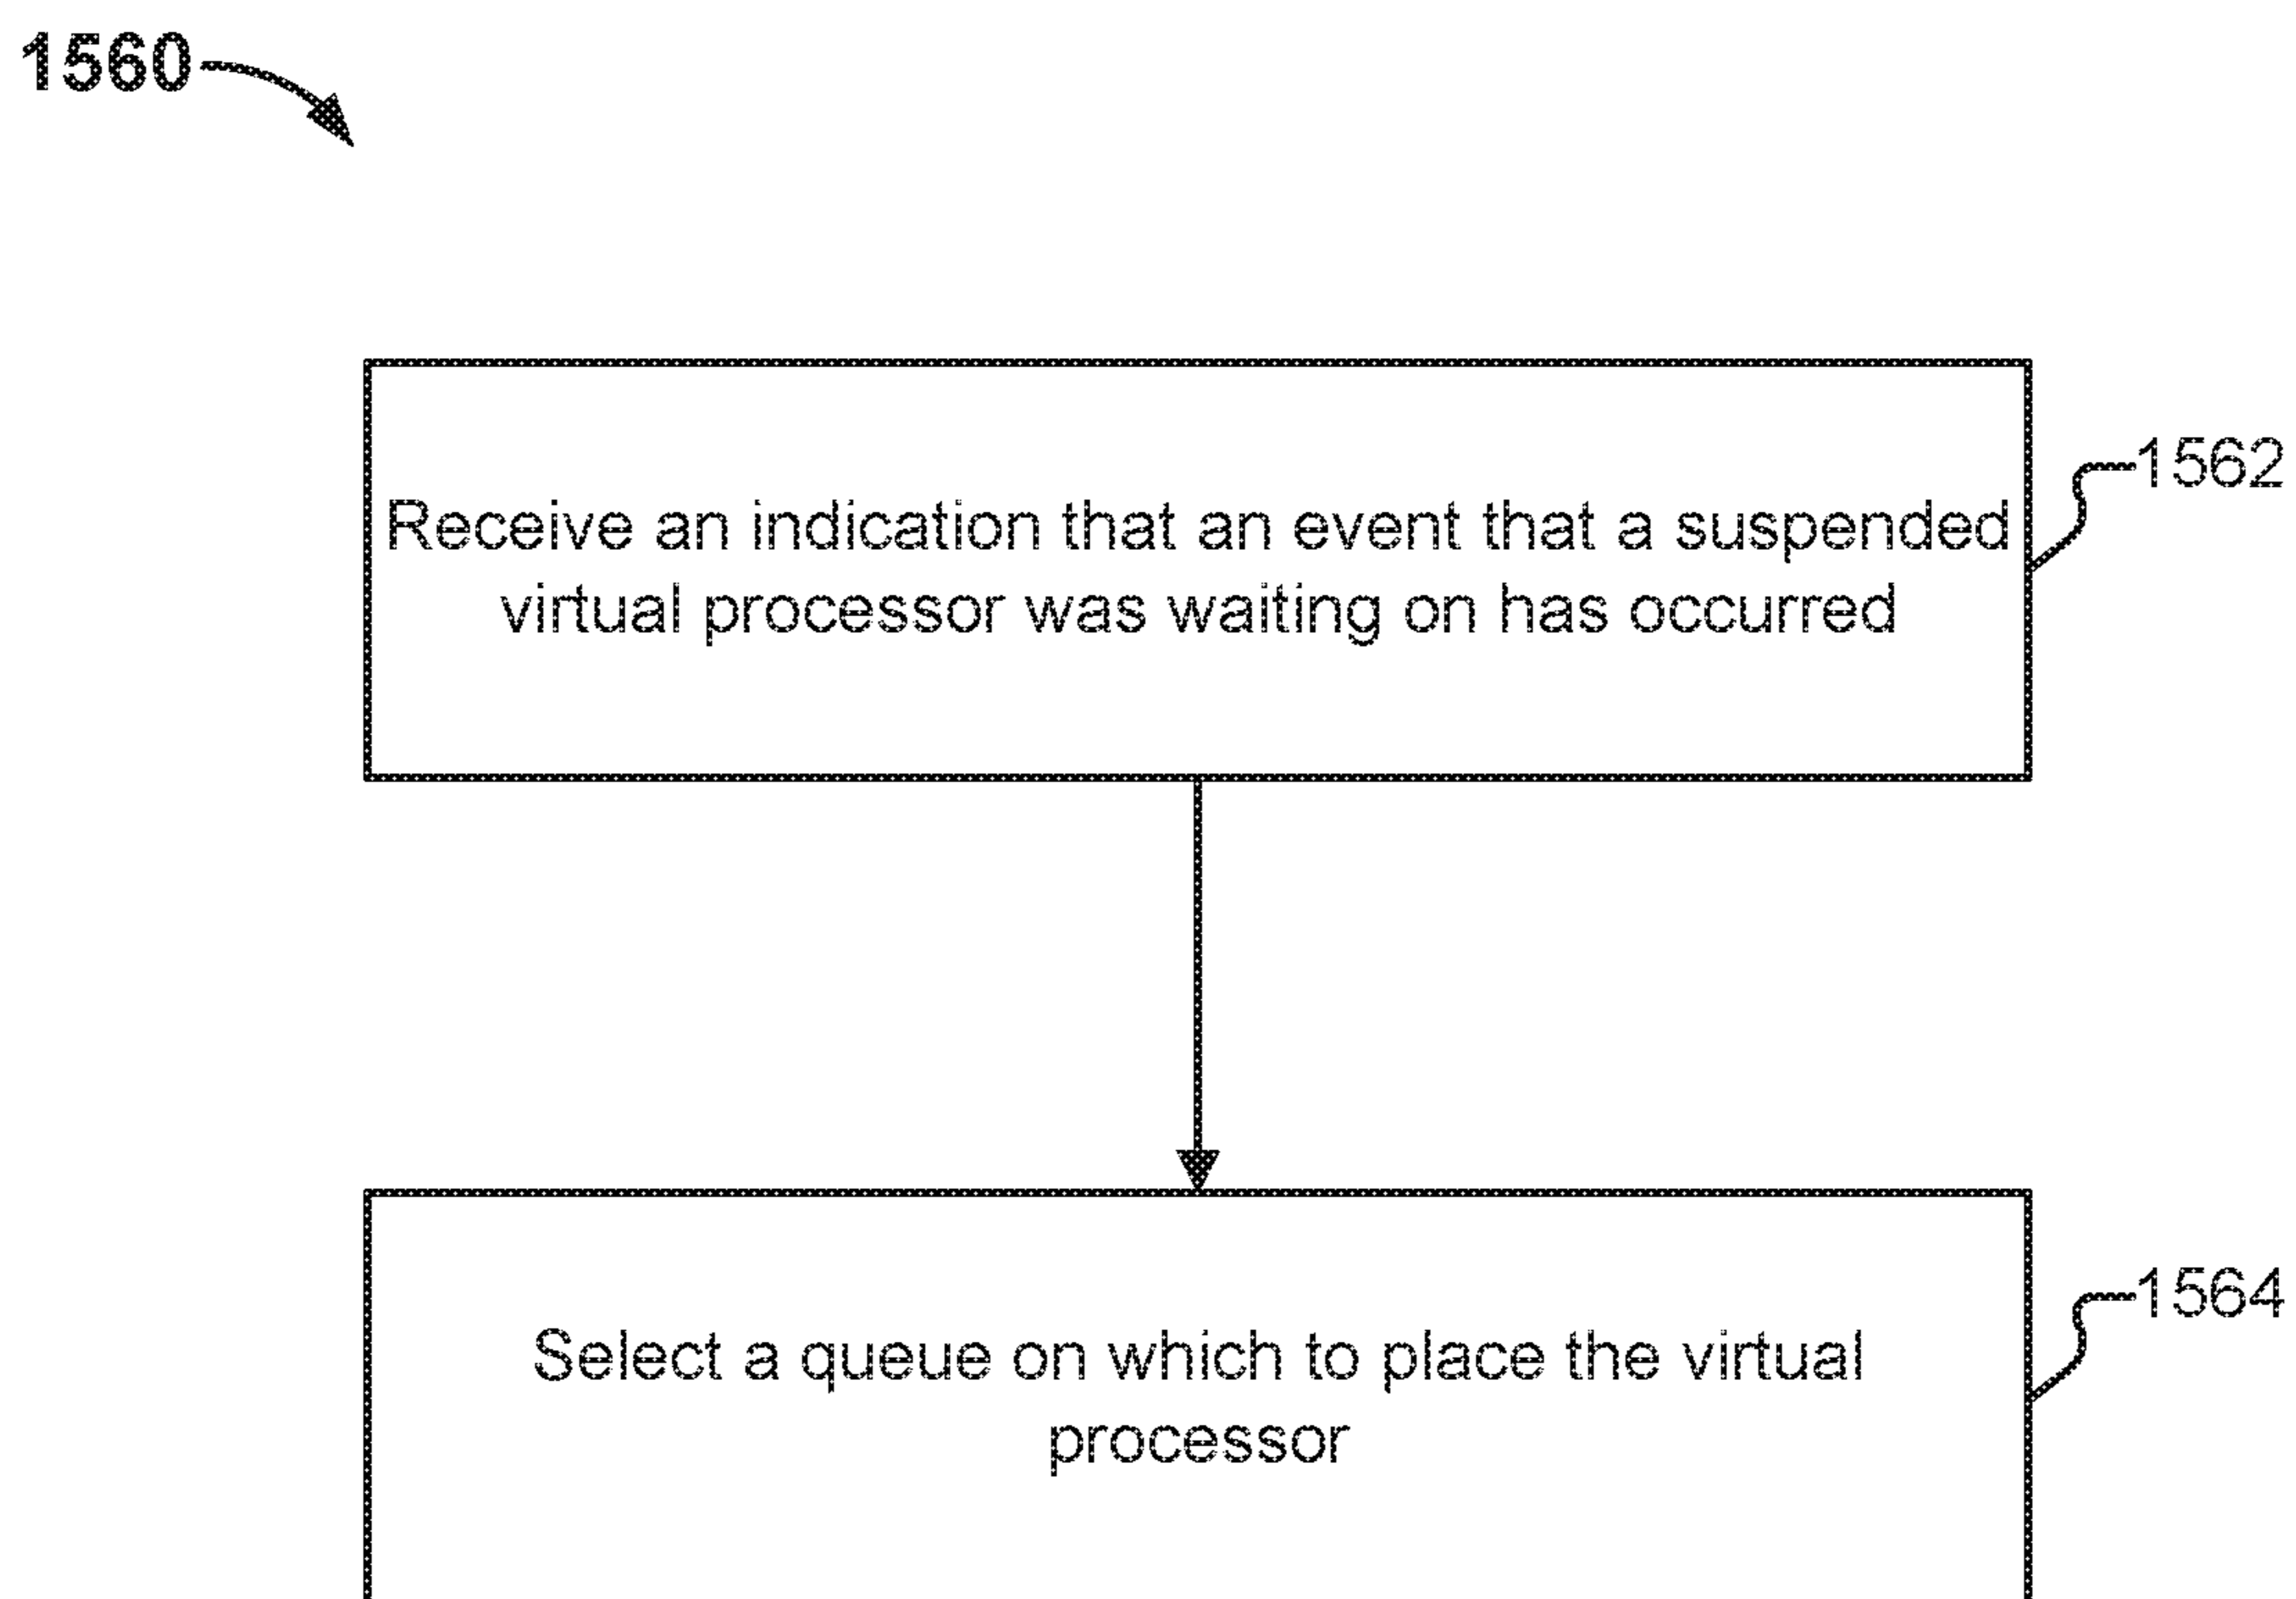 1560
Receive an indication that an event that a suspended
virtual processor was waiting on has occurred
1562
Select a queue on which to place the virtual
processor
1564